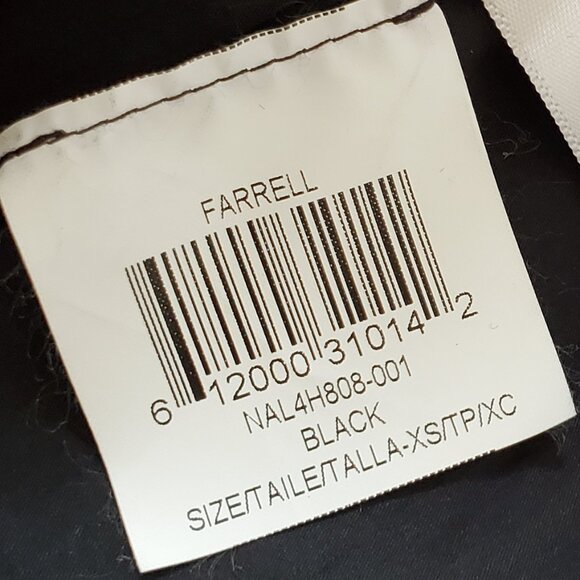 FARRELL
6 12000 31014 2
NAL4H808-001
BLACK
SIZE/TAILE/TALLA-XS/TP/XC